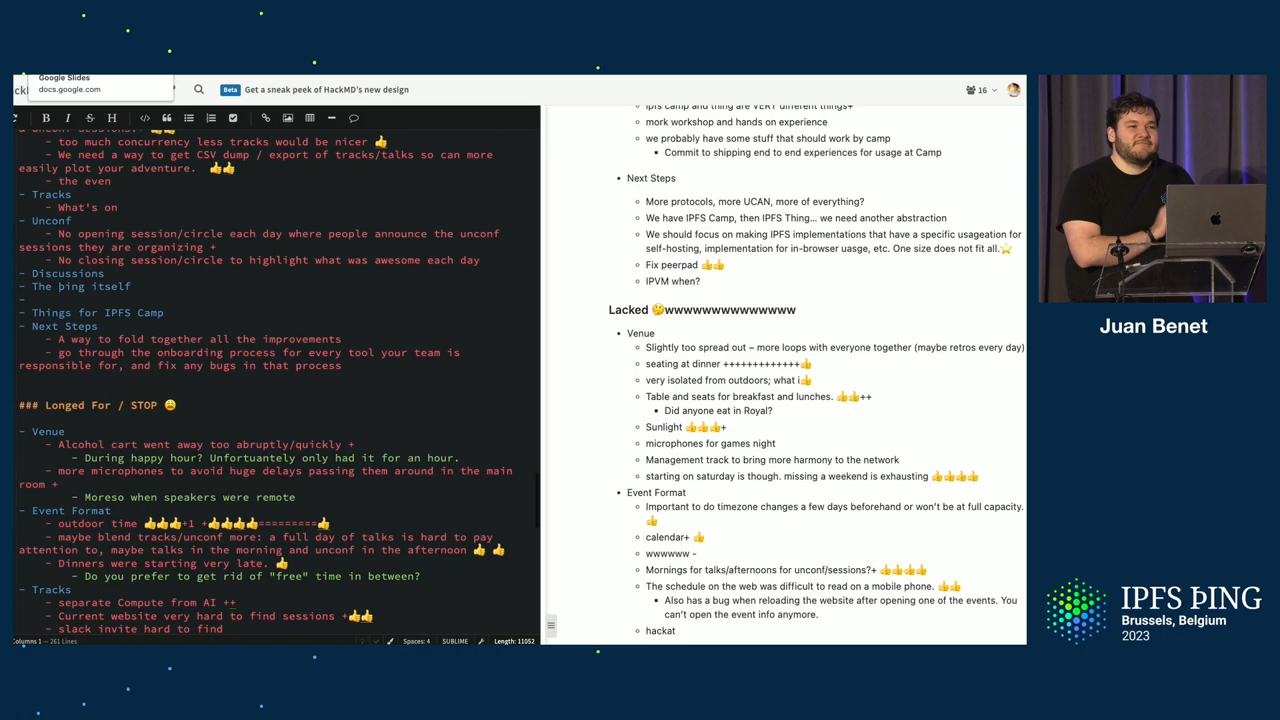 Google Slides
docs.google.com
Beta
Get a sneak peek of HackMD's new design
16
B I S H
& unconf sessions.+ 👍👍
- too much concurrency less tracks would be nicer 👍
- We need a way to get CSV dump / export of tracks/talks so can more
easily plot your adventure. 👍👍
- the even
- Tracks
- What's on
- Unconf
- No opening session/circle each day where people announce the unconf
sessions they are organizing +
- No closing session/circle to highlight what was awesome each day
- Discussions
- The þing itself
-
- Things for IPFS Camp
- Next Steps
- A way to fold together all the improvements
- go through the onboarding process for every tool your team is
responsible for, and fix any bugs in that process
### Longed For / STOP 😩
- Venue
- Alcohol cart went away too abruptly/quickly +
- During happy hour? Unfortuantely only had it for an hour.
- more microphones to avoid huge delays passing them around in the main
room +
- Moreso when speakers were remote
- Event Format
- outdoor time 👍👍👍+1 +👍👍👍👍=========👍
- maybe blend tracks/unconf more: a full day of talks is hard to pay
attention to, maybe talks in the morning and unconf in the afternoon 👍 👍
- Dinners were starting very late. 👍
- Do you prefer to get rid of "free" time in between?
- Tracks
- separate Compute from AI ++
- Current website very hard to find sessions +👍👍
- slack invite hard to find
Columns 1 — 261 Lines
Spaces: 4
SUBLIME
Length: 11052
ipfs camp and thing are VERY different things+
mork workshop and hands on experience
we probably have some stuff that should work by camp
Commit to shipping end to end experiences for usage at Camp
Next Steps
More protocols, more UCAN, more of everything?
We have IPFS Camp, then IPFS Thing… we need another abstraction
We should focus on making IPFS implementations that have a specific usageation for
self-hosting, implementation for in-browser uasge, etc. One size does not fit all.⭐
Fix peerpad 👍👍
IPVM when?
Lacked 🤔wwwwwwwwwwwwww
Venue
Slightly too spread out – more loops with everyone together (maybe retros every day)
seating at dinner +++++++++++++👍
very isolated from outdoors; what i👍
Table and seats for breakfast and lunches. 👍👍++
Did anyone eat in Royal?
Sunlight 👍👍👍+
microphones for games night
Management track to bring more harmony to the network
starting on saturday is though. missing a weekend is exhausting 👍👍👍👍
Event Format
Important to do timezone changes a few days beforehand or won't be at full capacity.
👍
calendar+ 👍
wwwwww -
Mornings for talks/afternoons for unconf/sessions?+ 👍👍👍👍
The schedule on the web was difficult to read on a mobile phone. 👍👍
Also has a bug when reloading the website after opening one of the events. You
can't open the event info anymore.
hackat
Juan Benet
IPFS ÞING
Brussels, Belgium
2023